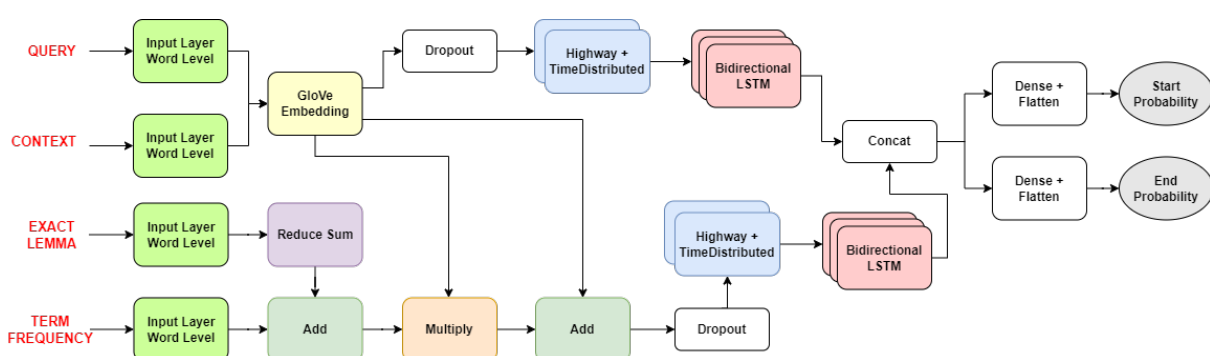 QUERY
Input Layer
Word Level
GloVe
Embedding
Dropout
Highway +
TimeDistributed
Bidirectional
LSTM
CONTEXT
Input Layer
Word Level
Concat
Dense +
Flatten
Start
Probability
Dense +
Flatten
End
Probability
EXACT
LEMMA
Input Layer
Word Level
Reduce Sum
Highway +
TimeDistributed
Bidirectional
LSTM
TERM
FREQUENCY
Input Layer
Word Level
Add
Multiply
Add
Dropout